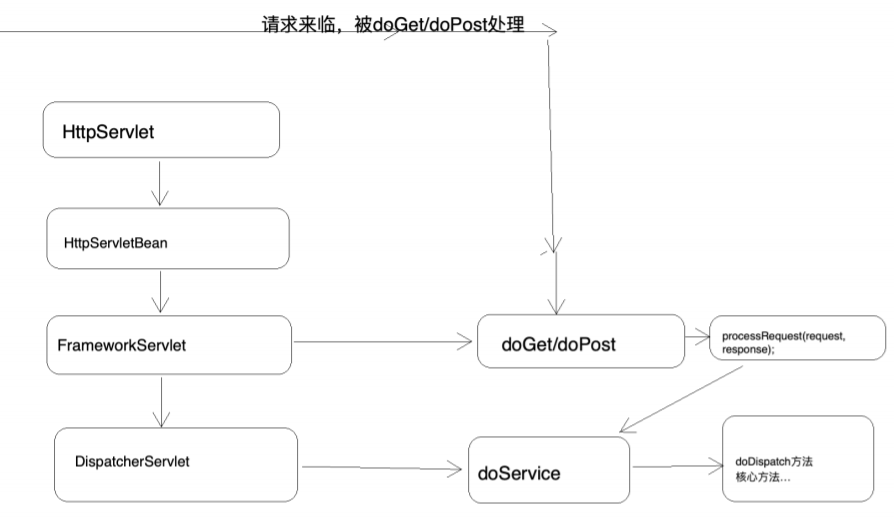 请求来临，被doGet/doPost处理
HttpServlet
HttpServletBean
FrameworkServlet
doGet/doPost
processRequest(request,
response);
DispatcherServlet
doService
doDispatch方法
核心方法...